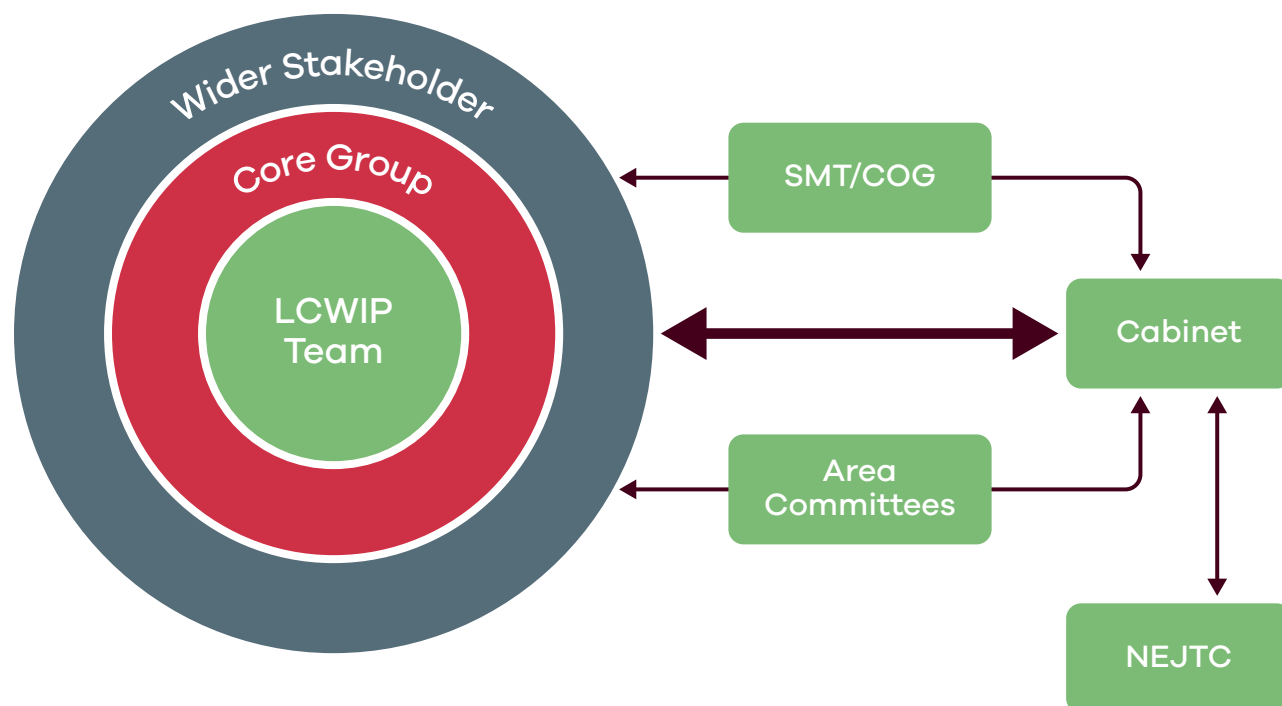 Wider Stakeholder
Core Group
LCWIP
Team
SMT/COG
Cabinet
Area
Committees
NEJTC